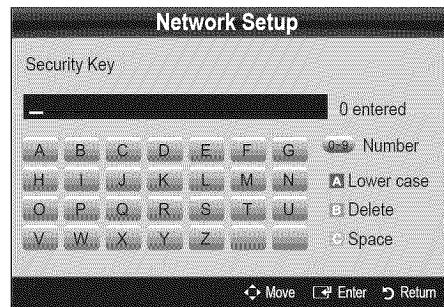 Network Setup
Security Key
0 entered
A B C D E F G 0~9 Number
H I J K L M N A Lower case
O P Q R S T U B Delete
V W X Y Z C Space
Move Enter Return